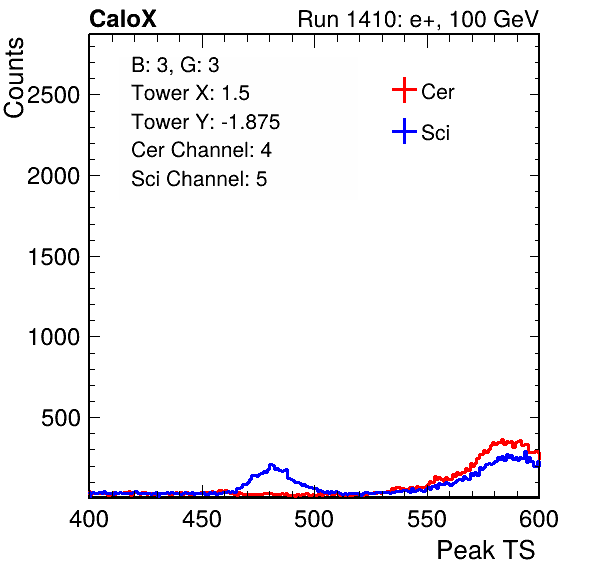 CaloX Run 1410: e+, 100 GeV
Counts
B: 3, G: 3
Tower X: 1.5
Tower Y: -1.875
Cer Channel: 4
Sci Channel: 5
Cer
Sci
2500
2000
1500
1000
500
400 450 500 550 600
Peak TS